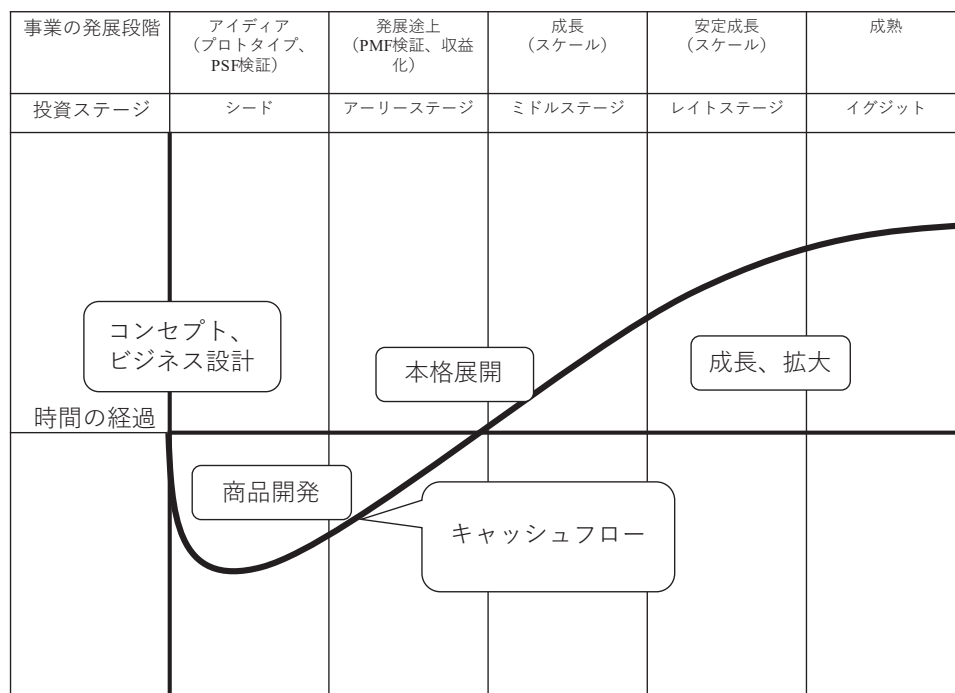 事業の発展段階
アイディア
（プロトタイプ、
PSF検証）
発展途上
（PMF検証、収益
化）
成長
（スケール）
安定成長
（スケール）
成熟
投資ステージ
シード
アーリーステージ
ミドルステージ
レイトステージ
イグジット
コンセプト、
ビジネス設計
本格展開
成長、拡大
時間の経過
商品開発
キャッシュフロー